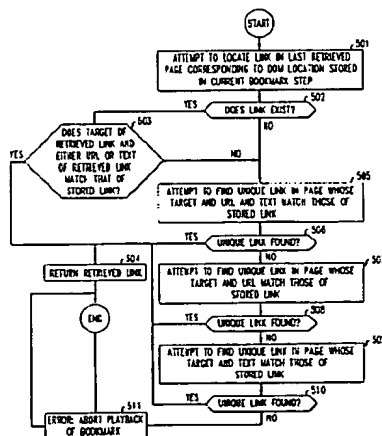 START
501
ATTEMPT TO LOCATE LINK IN LAST RETRIEVED
PAGE CORRESPONDING TO DOM LOCATION STORED
IN CURRENT BOOKMARK
STEP
502
YES
DOES LINK EXIST?
NO
503
DOES TARGET OF
RETRIEVED LINK AND
EITHER URL OR TEXT
OF RETRIEVED LINK
MATCH THAT OF
STORED LINK?
YES
NO
505
ATTEMPT TO FIND UNIQUE LINK IN PAGE WHOSE
TARGET AND URL AND TEXT MATCH THOSE OF
STORED LINK
506
YES
UNIQUE LINK FOUND?
NO
504
RETURN RETRIEVED LINK
50
ATTEMPT TO FIND UNIQUE LINK IN PAGE WHOSE
TARGET AND URL MATCH THOSE OF
STORED LINK
END
508
YES
UNIQUE LINK FOUND?
NO
50
ATTEMPT TO FIND UNIQUE LINK IN PAGE WHOSE
TARGET AND TEXT MATCH THOSE OF
STORED LINK
510
YES
UNIQUE LINK FOUND?
NO
511
ERROR: ABORT PLAYBACK
OF BOOKMARK